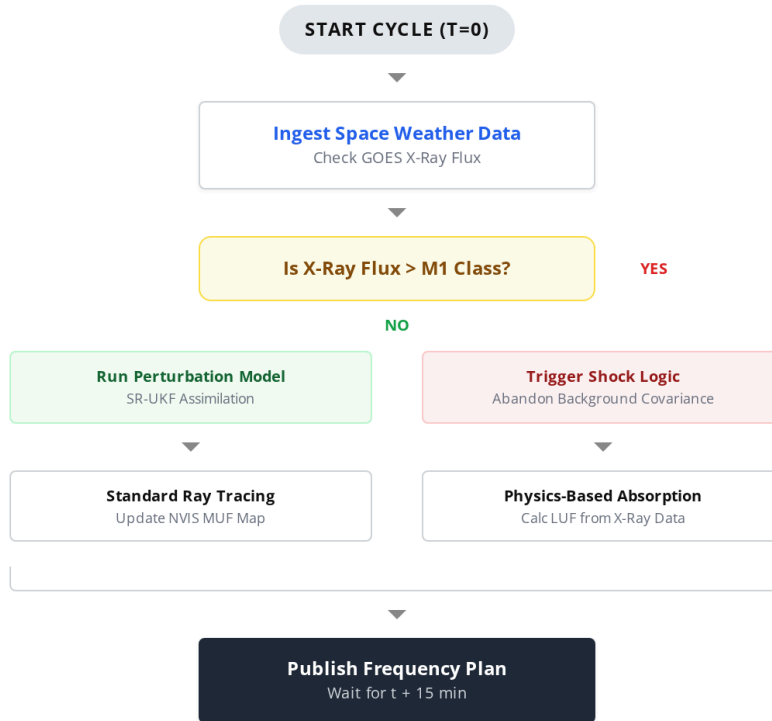 START CYCLE (T=0)
Ingest Space Weather Data
Check GOES X-Ray Flux
Is X-Ray Flux > M1 Class?
YES
NO
Run Perturbation Model
SR-UKF Assimilation
Trigger Shock Logic
Abandon Background Covariance
Standard Ray Tracing
Update NVIS MUF Map
Physics-Based Absorption
Calc LUF from X-Ray Data
Publish Frequency Plan
Wait for t + 15 min